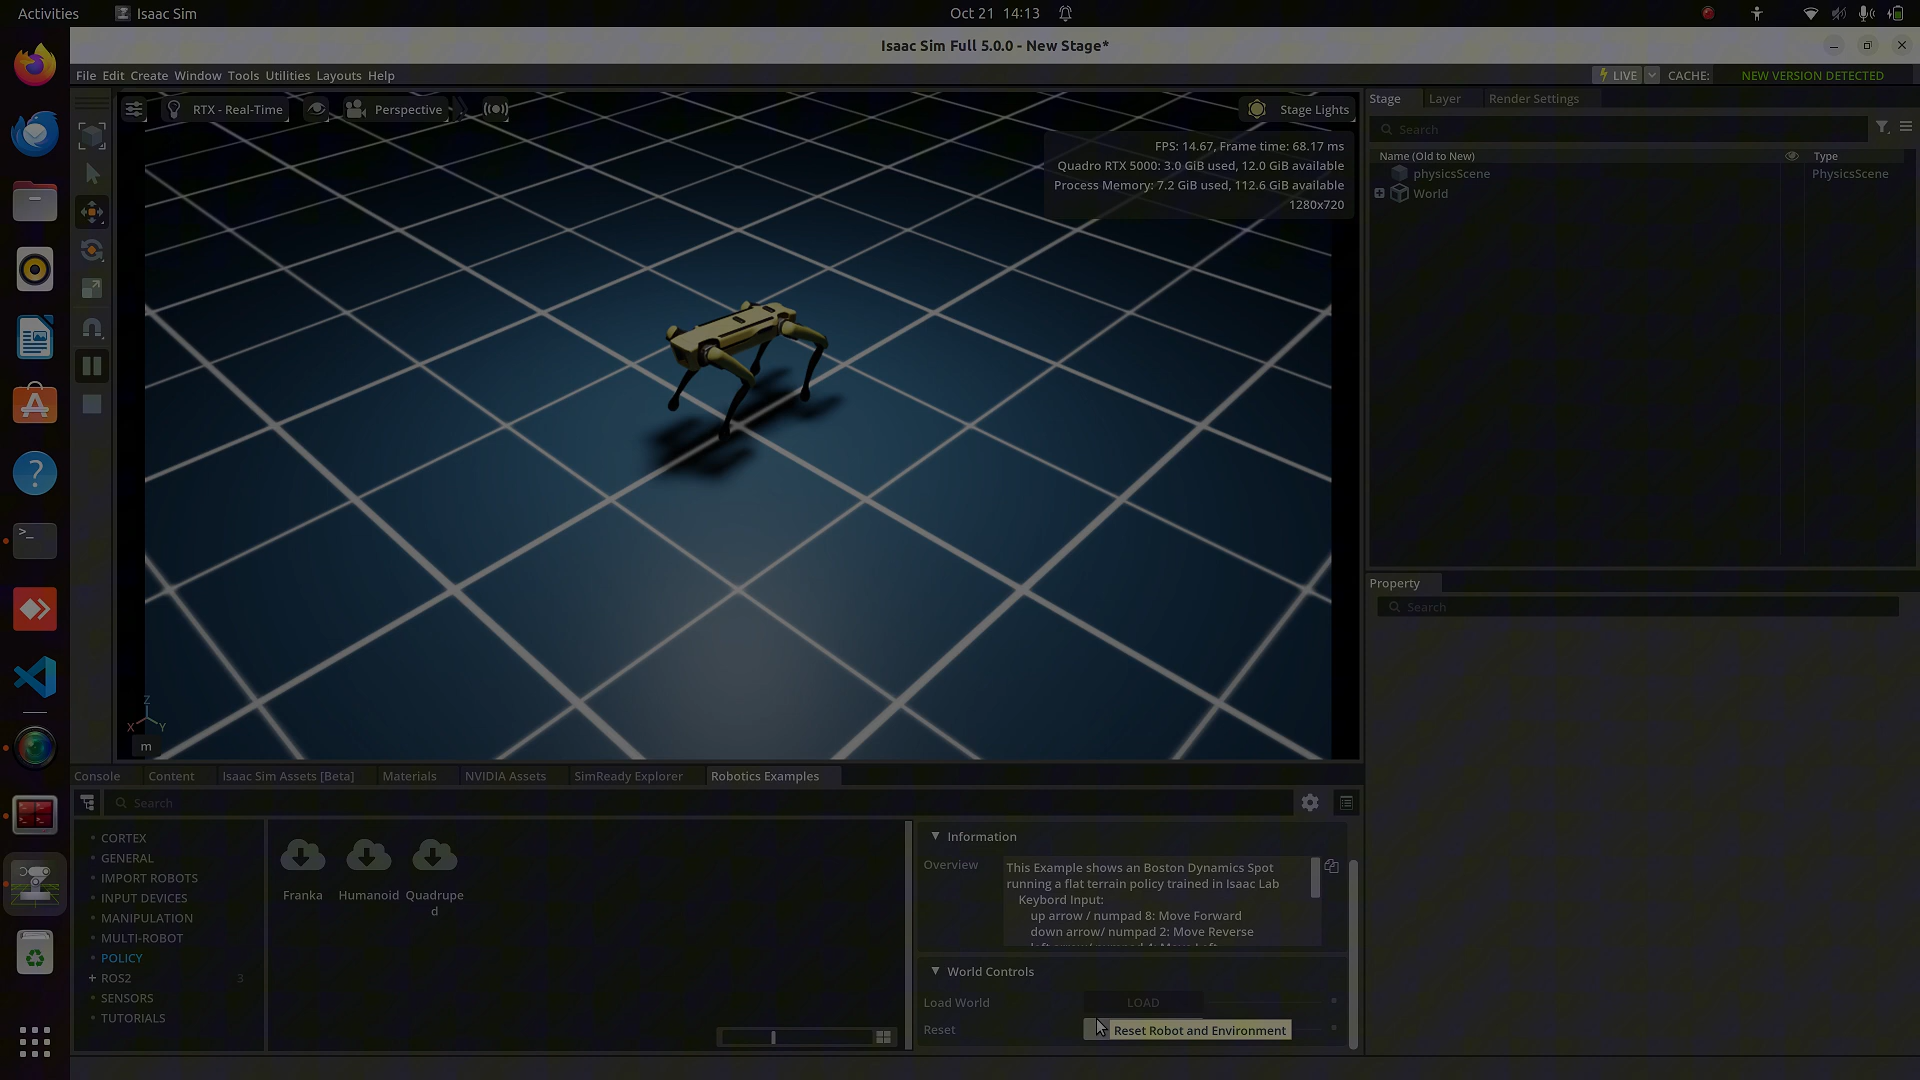 Activities
Isaac Sim
Oct 21 14:13
Isaac Sim Full 5.0.0 - New Stage*
File Edit Create Window Tools Utilities Layouts Help
LIVE
CACHE:
NEW VERSION DETECTED
RTX - Real-Time
Perspective
Stage Lights
FPS: 14.67, Frame time: 68.17 ms
Quadro RTX 5000: 3.0 GiB used, 12.0 GiB available
Process Memory: 7.2 GiB used, 112.6 GiB available
1280x720
Z
X Y
m
Stage Layer Render Settings
Search
Name (Old to New) Type
physicsScene PhysicsScene
World
Property
Search
Console Content Isaac Sim Assets [Beta] Materials NVIDIA Assets SimReady Explorer Robotics Examples
Search
CORTEX
GENERAL
IMPORT ROBOTS
INPUT DEVICES
MANIPULATION
MULTI-ROBOT
POLICY
+ ROS2 3
SENSORS
TUTORIALS
Franka
Humanoid
Quadrupe
d
Information
Overview
This Example shows an Boston Dynamics Spot
running a flat terrain policy trained in Isaac Lab
Keybord Input:
up arrow / numpad 8: Move Forward
down arrow/ numpad 2: Move Reverse
left arrow/ numpad 4: Move Left
World Controls
Load World LOAD
Reset
Reset Robot and Environment